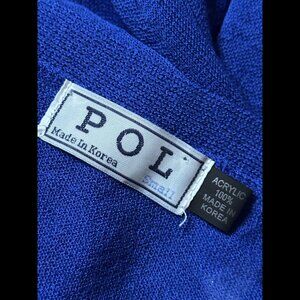 POL
Made In Korea
Small
ACRYLIC
100%
MADE IN
KOREA